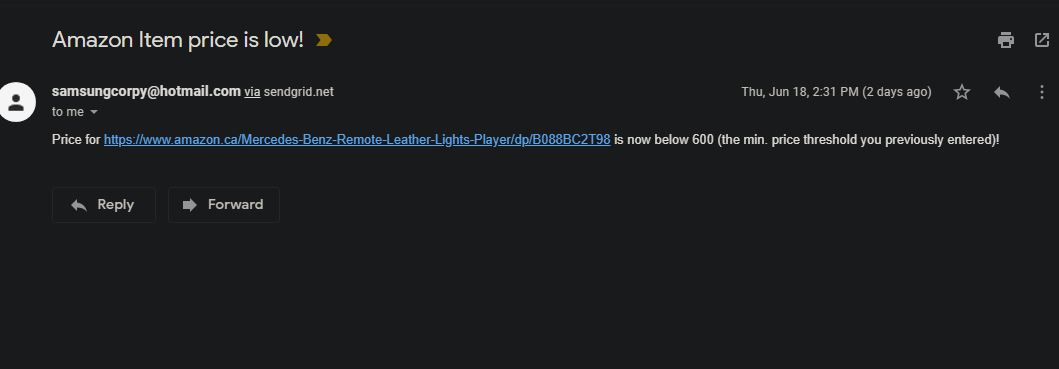 Amazon Item price is low!
samsungcorpy@hotmail.com via sendgrid.net Thu, Jun 18, 2:31 PM (2 days ago)
to me
Price for https://www.amazon.ca/Mercedes-Benz-Remote-Leather-Lights-Player/dp/B088BC2T98 is now below 600 (the min. price threshold you previously entered)!
Reply Forward